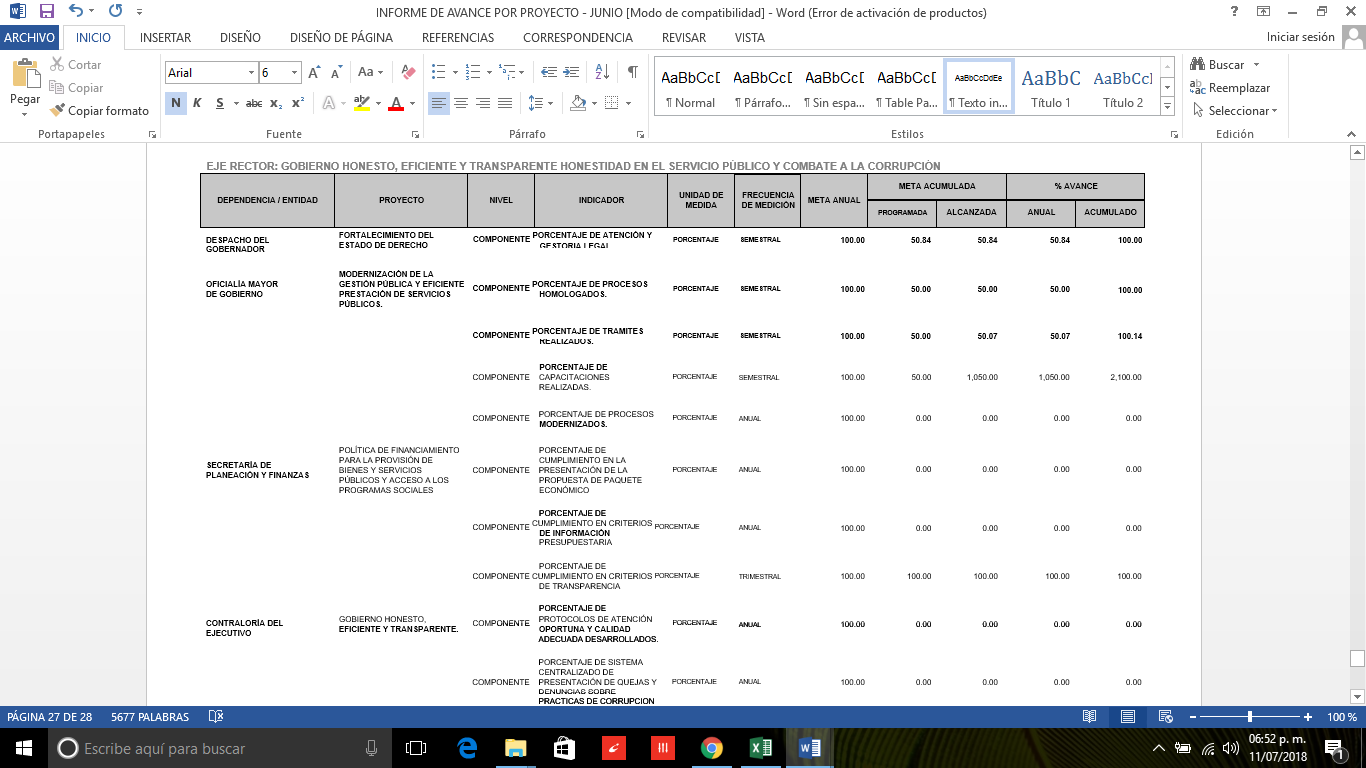 INFORME DE AVANCE POR PROYECTO - JUNIO [Modo de compatibilidad] - Word (Error de activación de productos)
ARCHIVO INICIO INSERTAR DISEÑO DISEÑO DE PÁGINA REFERENCIAS CORRESPONDENCIA REVISAR VISTA Iniciar sesión
Pegar
Cortar
Copiar
Copiar formato
Portapapeles
Arial 6
N K S abc x₂ x²
Fuente
Párrafo
AaBbCcD AaBbCcD AaBbCcD AaBbCcD AaBbCcDdEe AaBbC AaBbCcD
¶ Normal ¶ Párrafo... ¶ Sin espa... ¶ Table Pa... ¶ Texto in... Título 1 Título 2
Estilos
Buscar
Reemplazar
Seleccionar
Edición
EJE RECTOR: GOBIERNO HONESTO, EFICIENTE Y TRANSPARENTE HONESTIDAD EN EL SERVICIO PÚBLICO Y COMBATE A LA CORRUPCIÓN
DEPENDENCIA / ENTIDAD PROYECTO NIVEL INDICADOR UNIDAD DE MEDIDA FRECUENCIA DE MEDICIÓN META ANUAL META ACUMULADA % AVANCE
PROGRAMADA ALCANZADA ANUAL ACUMULADO
DESPACHO DEL GOBERNADOR FORTALECIMIENTO DEL ESTADO DE DERECHO COMPONENTE PORCENTAJE DE ATENCIÓN Y GESTORIA LEGAL PORCENTAJE SEMESTRAL 100.00 50.84 50.84 50.84 100.00
OFICIALÍA MAYOR DE GOBIERNO MODERNIZACIÓN DE LA GESTIÓN PÚBLICA Y EFICIENTE PRESTACIÓN DE SERVICIOS PÚBLICOS. COMPONENTE PORCENTAJE DE PROCESOS HOMOLOGADOS. PORCENTAJE SEMESTRAL 100.00 50.00 50.00 50.00 100.00
COMPONENTE PORCENTAJE DE TRAMITES REALIZADOS. PORCENTAJE SEMESTRAL 100.00 50.00 50.07 50.07 100.14
COMPONENTE PORCENTAJE DE CAPACITACIONES REALIZADAS. PORCENTAJE SEMESTRAL 100.00 50.00 1,050.00 1,050.00 2,100.00
COMPONENTE PORCENTAJE DE PROCESOS MODERNIZADOS. PORCENTAJE ANUAL 100.00 0.00 0.00 0.00 0.00
SECRETARÍA DE PLANEACIÓN Y FINANZAS POLÍTICA DE FINANCIAMIENTO PARA LA PROVISIÓN DE BIENES Y SERVICIOS PÚBLICOS Y ACCESO A LOS PROGRAMAS SOCIALES COMPONENTE PORCENTAJE DE CUMPLIMIENTO EN LA PRESENTACIÓN DE LA PROPUESTA DE PAQUETE ECONÓMICO PORCENTAJE ANUAL 100.00 0.00 0.00 0.00 0.00
COMPONENTE PORCENTAJE DE CUMPLIMIENTO EN CRITERIOS DE INFORMACIÓN PRESUPUESTARIA PORCENTAJE ANUAL 100.00 0.00 0.00 0.00 0.00
COMPONENTE PORCENTAJE DE CUMPLIMIENTO EN CRITERIOS DE TRANSPARENCIA PORCENTAJE TRIMESTRAL 100.00 100.00 100.00 100.00 100.00
CONTRALORÍA DEL EJECUTIVO GOBIERNO HONESTO, EFICIENTE Y TRANSPARENTE. COMPONENTE PORCENTAJE DE PROTOCOLOS DE ATENCIÓN OPORTUNA Y CALIDAD ADECUADA DESARROLLADOS. PORCENTAJE ANUAL 100.00 0.00 0.00 0.00 0.00
COMPONENTE PORCENTAJE DE SISTEMA CENTRALIZADO DE PRESENTACIÓN DE QUEJAS Y DENUNCIAS SOBRE PRACTICAS DE CORRUPCION PORCENTAJE ANUAL 100.00 0.00 0.00 0.00 0.00
PÁGINA 27 DE 28 5677 PALABRAS 100 %
Escribe aquí para buscar
06:52 p. m.
11/07/2018
1